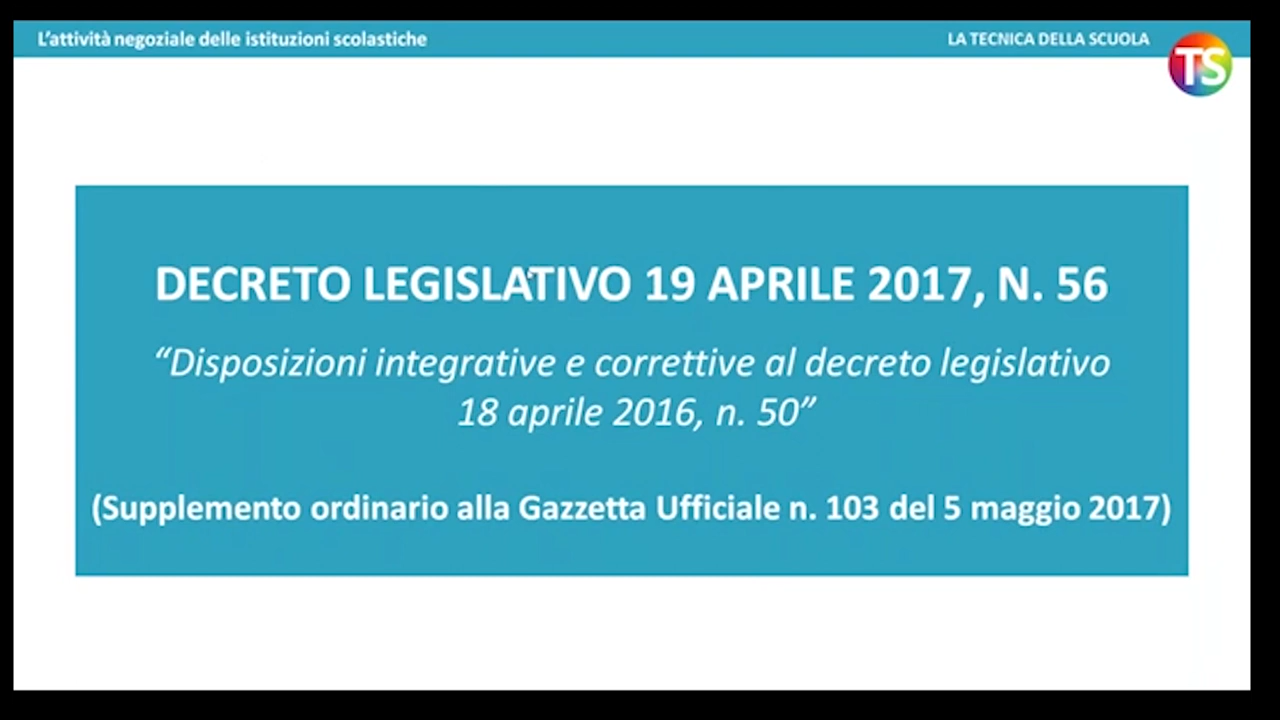 L'attività negoziale delle istituzioni scolastiche
LA TECNICA DELLA SCUOLA
TS
DECRETO LEGISLATIVO 19 APRILE 2017, N. 56
“Disposizioni integrative e correttive al decreto legislativo
18 aprile 2016, n. 50”
(Supplemento ordinario alla Gazzetta Ufficiale n. 103 del 5 maggio 2017)